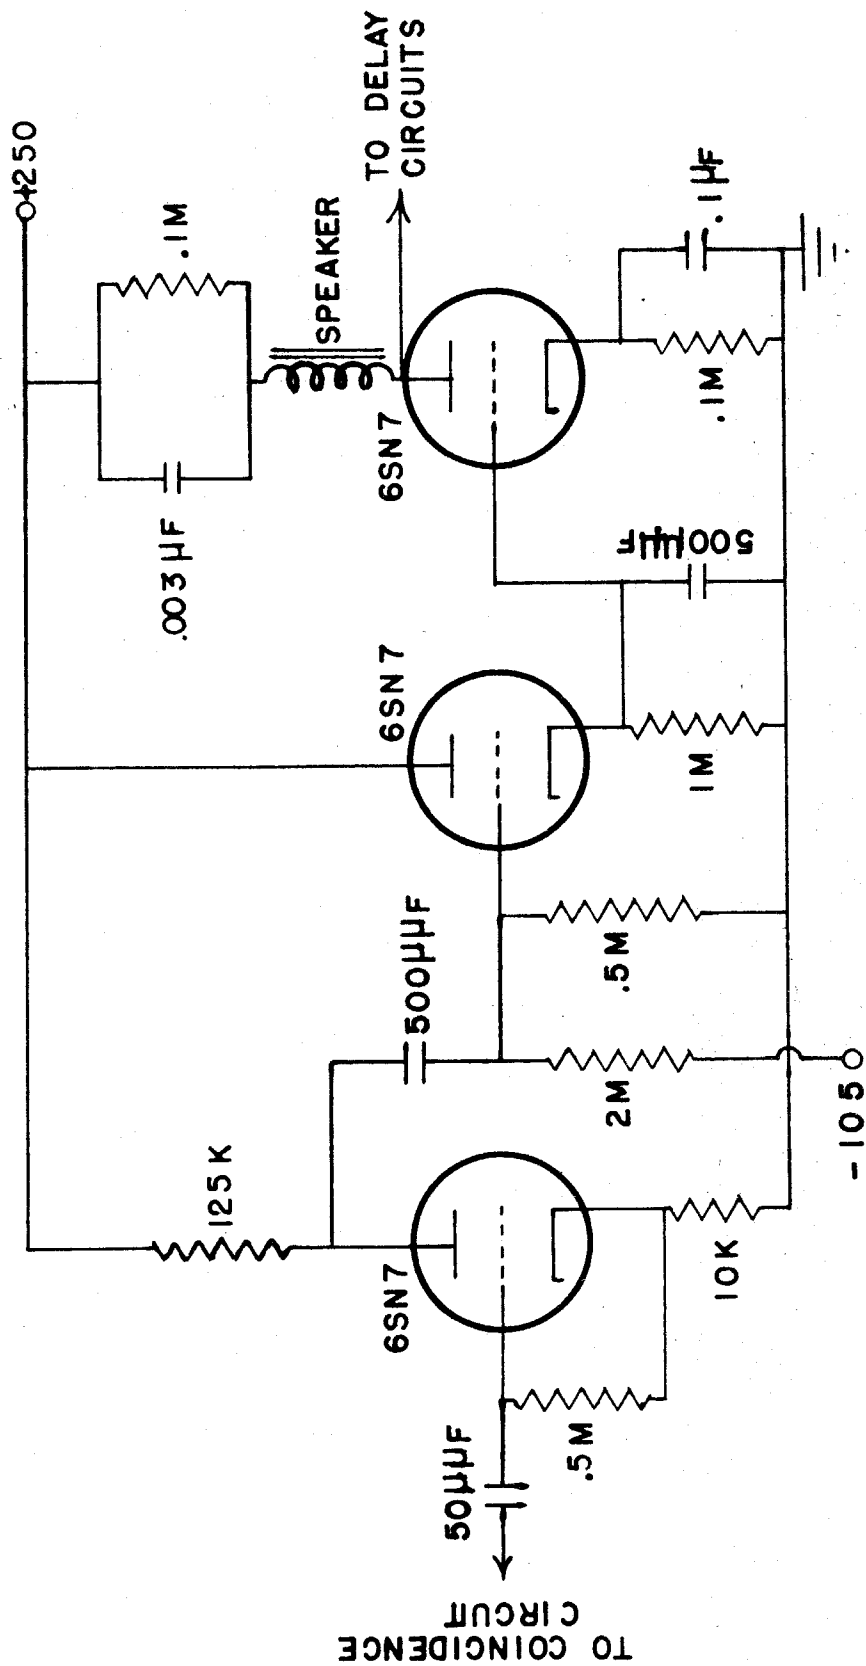 +250
.1M
.003µF
SPEAKER
TO DELAY
CIRCUITS
6SN7
.1M
.1µF
500µµF
6SN7
1M
500µµF
.5M
2M
-105
125K
6SN7
10K
.5M
50µµF
TO COINCIDENCE
CIRCUIT